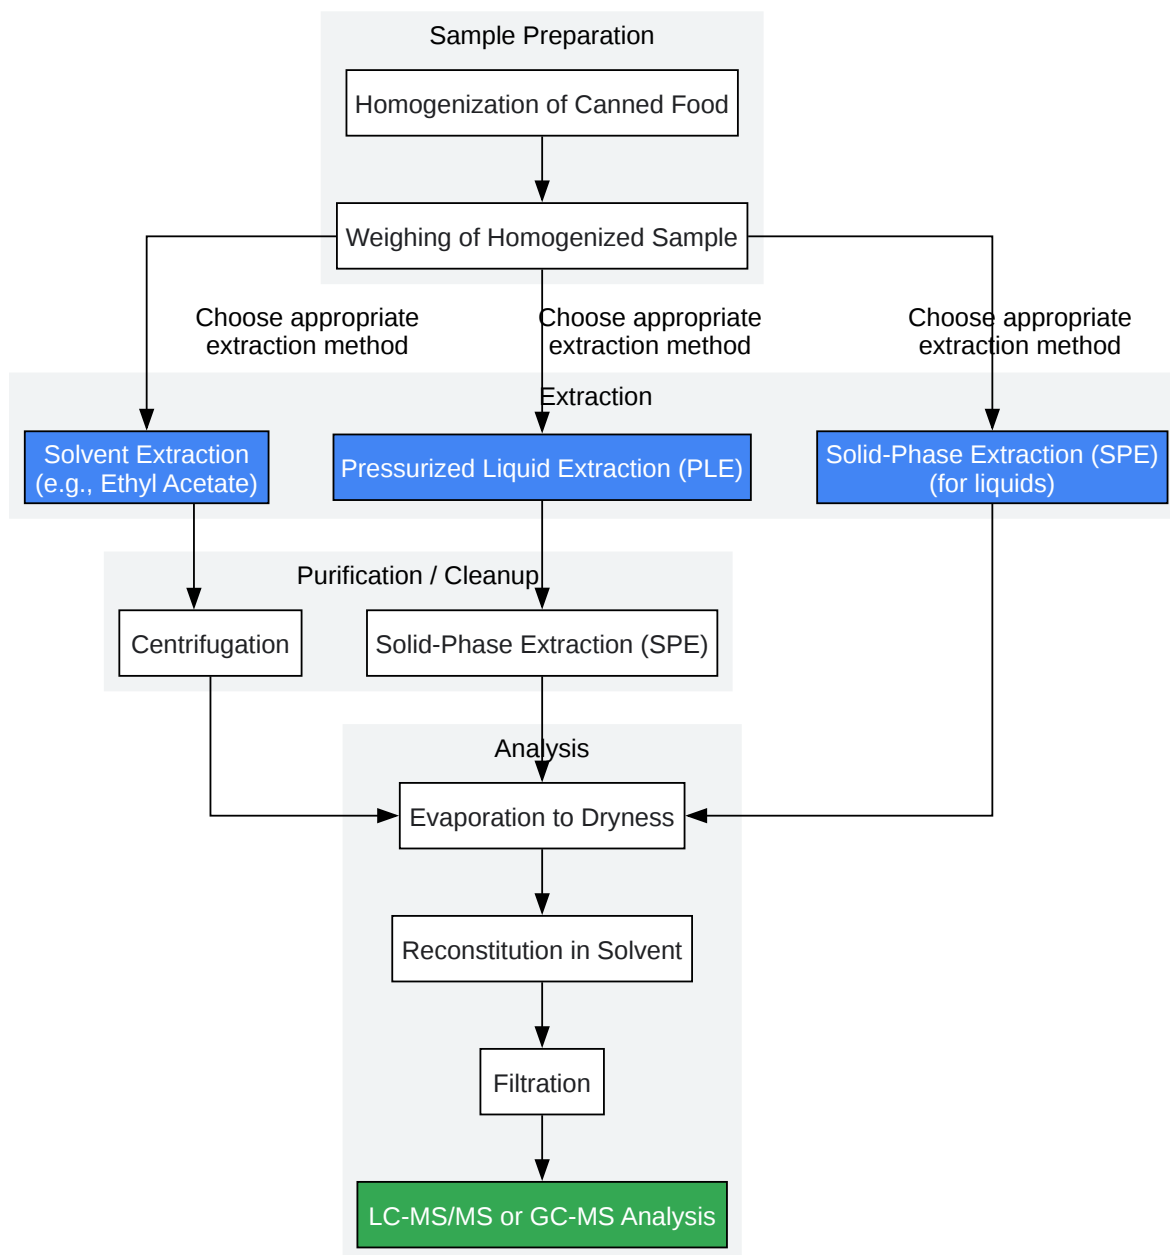 Sample Preparation
Homogenization of Canned Food
Weighing of Homogenized Sample
Choose appropriate
extraction method
Choose appropriate
extraction method
Choose appropriate
extraction method
Extraction
Solvent Extraction
(e.g., Ethyl Acetate)
Pressurized Liquid Extraction (PLE)
Solid-Phase Extraction (SPE)
(for liquids)
Purification / Cleanup
Centrifugation
Solid-Phase Extraction (SPE)
Analysis
Evaporation to Dryness
Reconstitution in Solvent
Filtration
LC-MS/MS or GC-MS Analysis